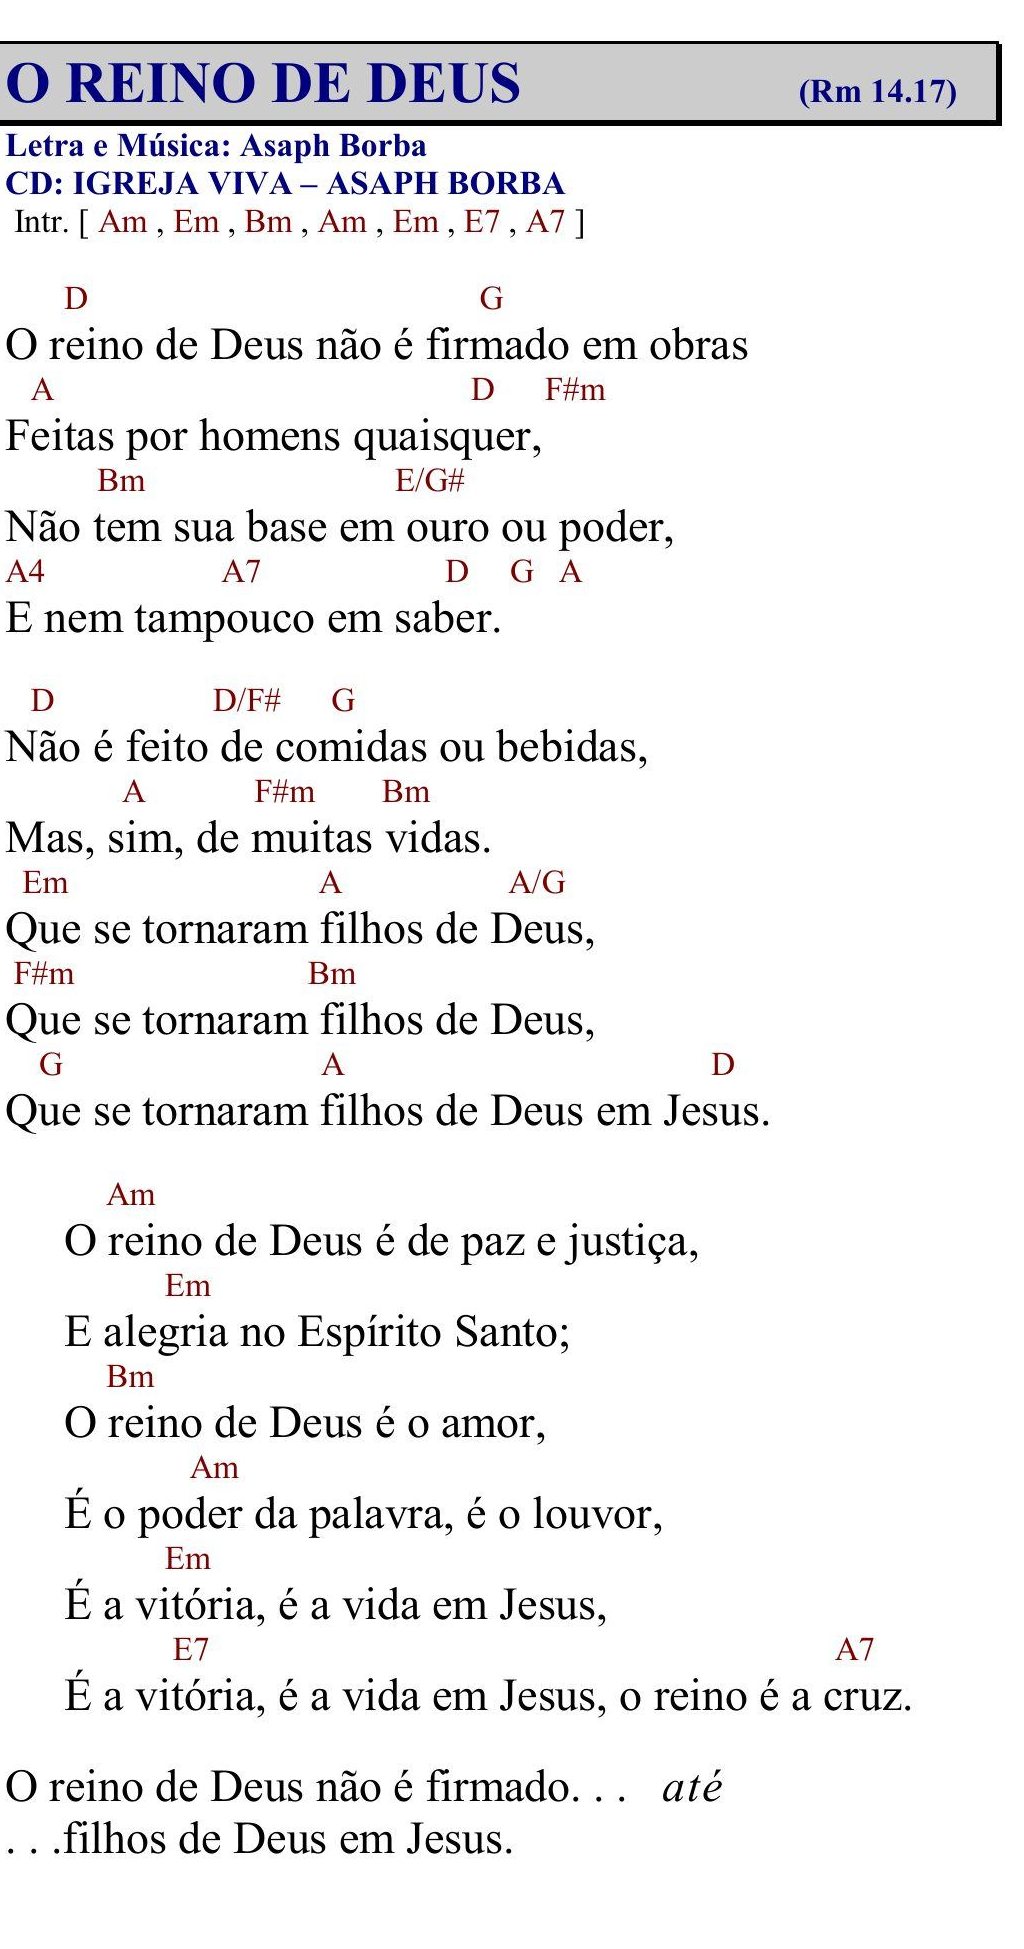 O REINO DE DEUS (Rm 14.17)
Letra e Música: Asaph Borba
CD: IGREJA VIVA – ASAPH BORBA
Intr. [ Am , Em , Bm , Am , Em , E7 , A7 ]
D G
O reino de Deus não é firmado em obras
A D F#m
Feitas por homens quaisquer,
Bm E/G#
Não tem sua base em ouro ou poder,
A4 A7 D G A
E nem tampouco em saber.
D D/F# G
Não é feito de comidas ou bebidas,
A F#m Bm
Mas, sim, de muitas vidas.
Em A A/G
Que se tornaram filhos de Deus,
F#m Bm
Que se tornaram filhos de Deus,
G A D
Que se tornaram filhos de Deus em Jesus.
Am
O reino de Deus é de paz e justiça,
Em
E alegria no Espírito Santo;
Bm
O reino de Deus é o amor,
Am
É o poder da palavra, é o louvor,
Em
É a vitória, é a vida em Jesus,
E7 A7
É a vitória, é a vida em Jesus, o reino é a cruz.
O reino de Deus não é firmado. . . até
. . .filhos de Deus em Jesus.